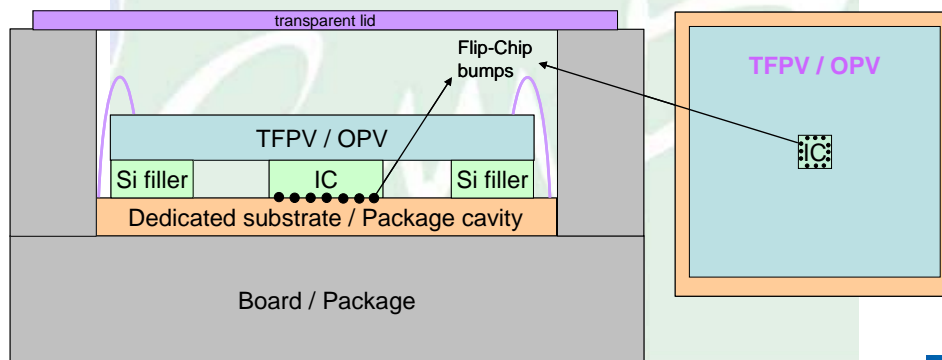 transparent lid
Flip-Chip
bumps
TFPV / OPV
TFPV / OPV
IC
Si filler
IC
Si filler
Dedicated substrate / Package cavity
Board / Package